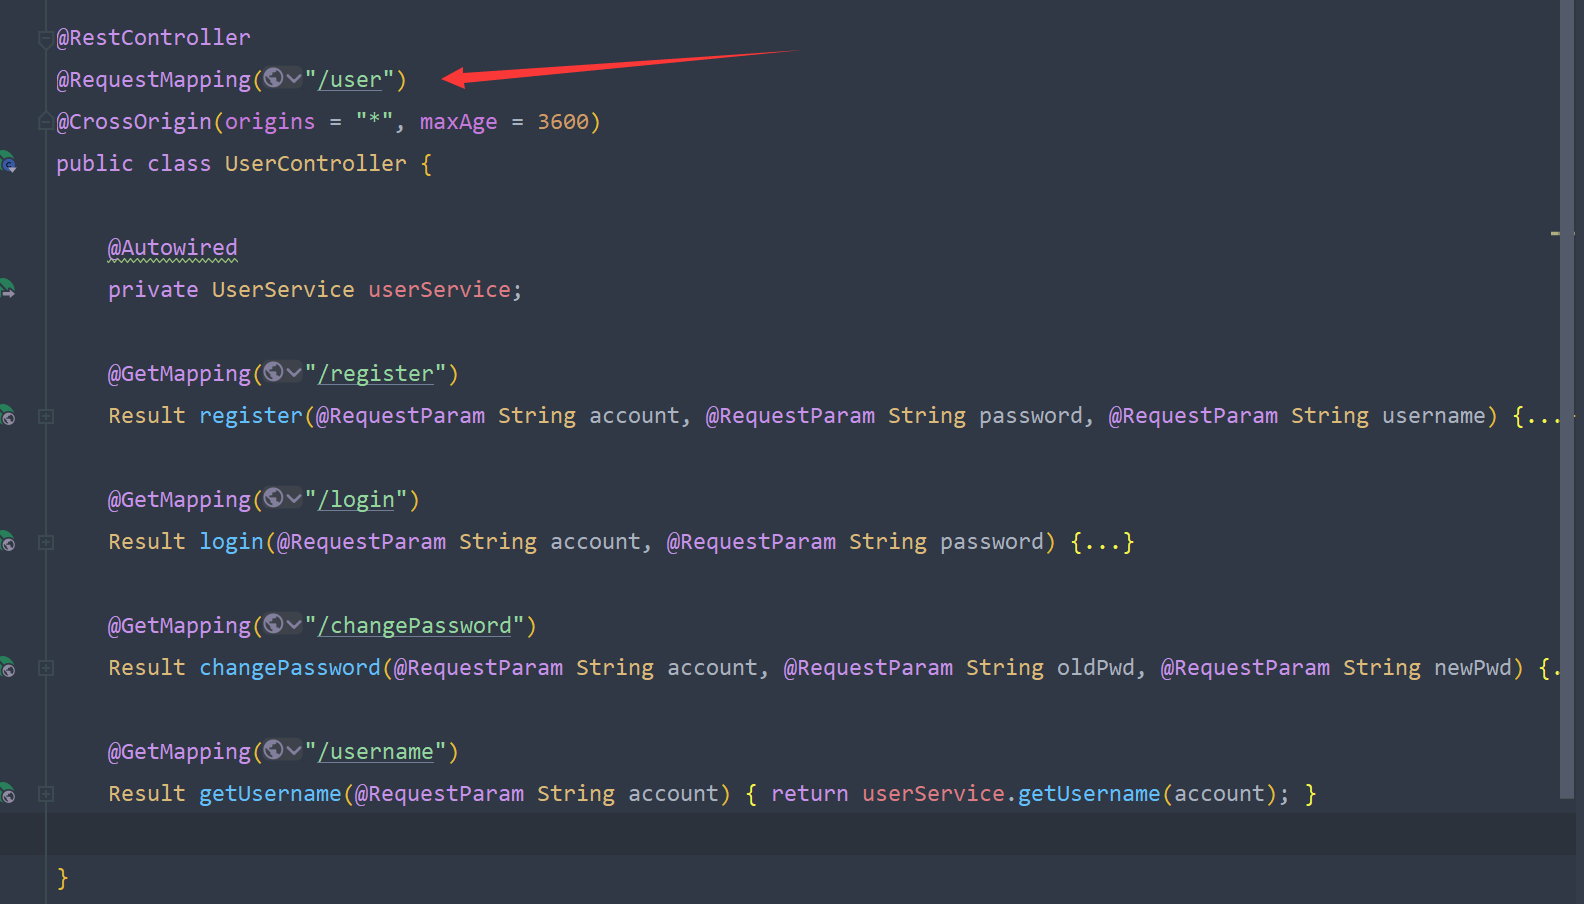 @RestController
@RequestMapping("/user")
@CrossOrigin(origins = "*", maxAge = 3600)
public class UserController {
@Autowired
private UserService userService;
@GetMapping("/register")
Result register(@RequestParam String account, @RequestParam String password, @RequestParam String username) {...
@GetMapping("/login")
Result login(@RequestParam String account, @RequestParam String password) {...}
@GetMapping("/changePassword")
Result changePassword(@RequestParam String account, @RequestParam String oldPwd, @RequestParam String newPwd) {.
@GetMapping("/username")
Result getUsername(@RequestParam String account) { return userService.getUsername(account); }
}